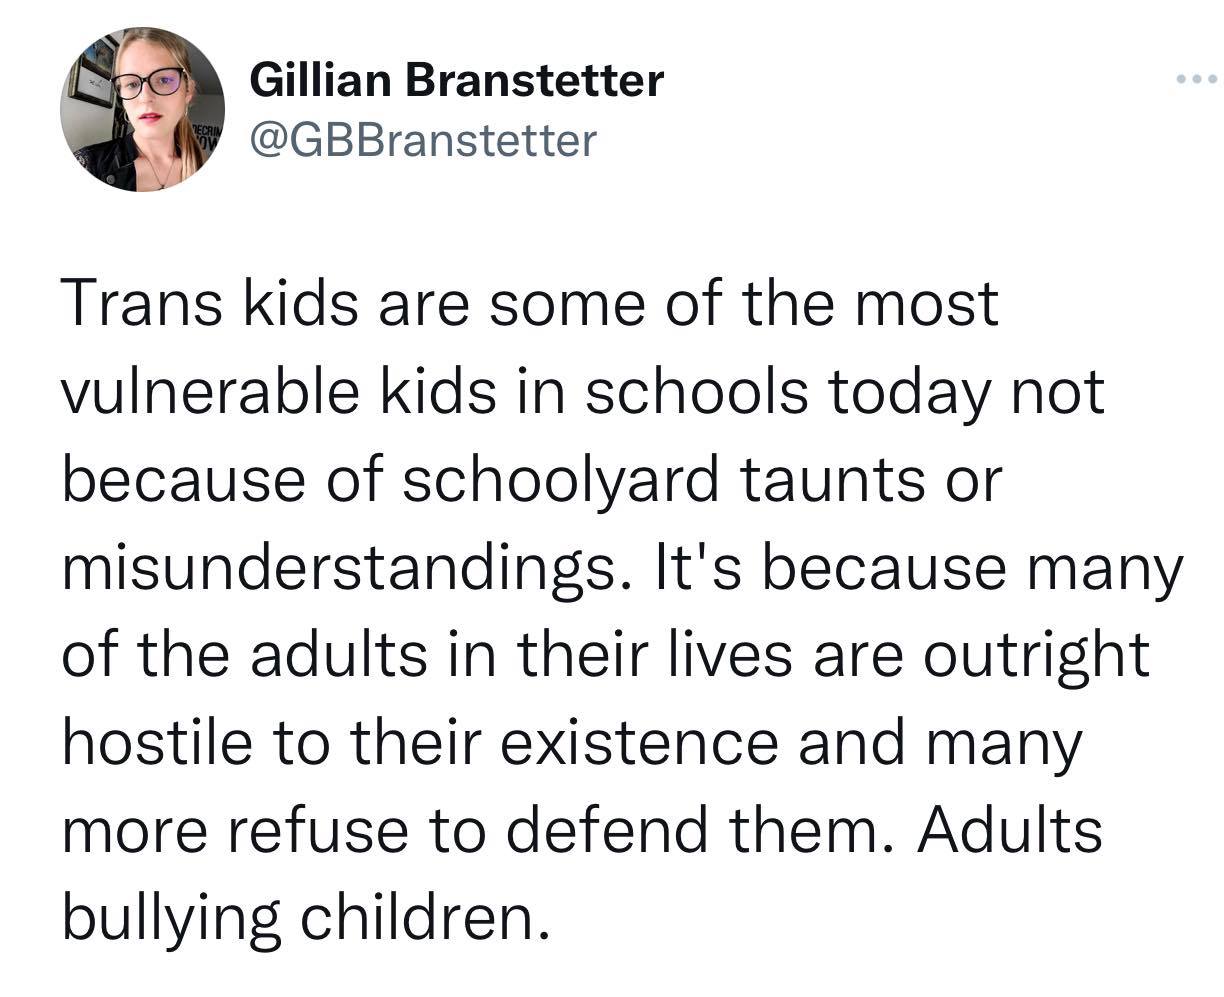 Gillian Branstetter
@GBBranstetter
Trans kids are some of the most
vulnerable kids in schools today not
because of schoolyard taunts or
misunderstandings. It's because many
of the adults in their lives are outright
hostile to their existence and many
more refuse to defend them. Adults
bullying children.